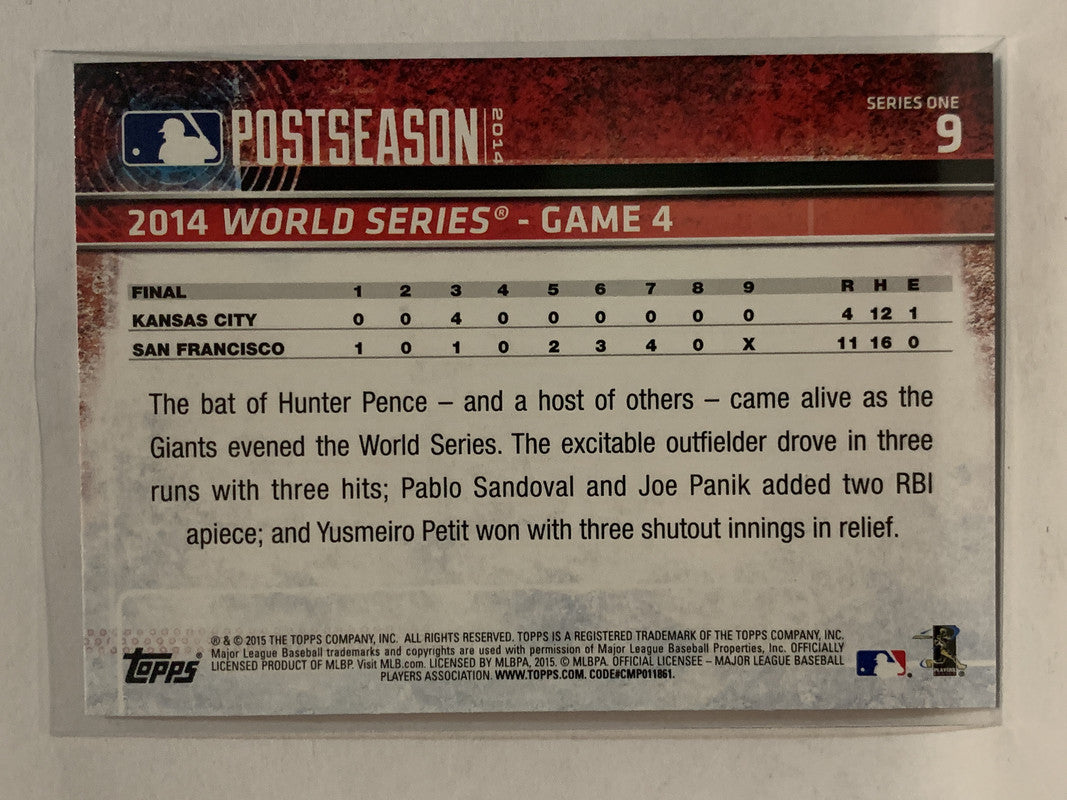 POSTSEASON 2014
SERIES ONE
9
2014 WORLD SERIES® - GAME 4
FINAL 1 2 3 4 5 6 7 8 9 R H E
KANSAS CITY 0 0 4 0 0 0 0 0 0 4 12 1
SAN FRANCISCO 1 0 1 0 2 3 4 0 X 11 16 0
The bat of Hunter Pence – and a host of others – came alive as the
Giants evened the World Series. The excitable outfielder drove in three
runs with three hits; Pablo Sandoval and Joe Panik added two RBI
apiece; and Yusmeiro Petit won with three shutout innings in relief.
Topps®
® & © 2015 THE TOPPS COMPANY, INC. ALL RIGHTS RESERVED. TOPPS IS A REGISTERED TRADEMARK OF THE TOPPS COMPANY, INC.
Major League Baseball trademarks and copyrights are used with permission of Major League Baseball Properties, Inc. OFFICIALLY
LICENSED PRODUCT OF MLBP. Visit MLB.com. LICENSED BY MLBPA, 2015. © MLBPA. OFFICIAL LICENSEE – MAJOR LEAGUE BASEBALL
PLAYERS ASSOCIATION. WWW.TOPPS.COM. CODE#CMP011861.
PLAYERS